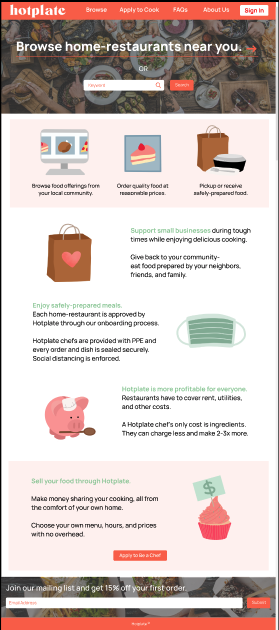 hotplate
Browse Apply to Cook FAQs About Us Sign In
Browse home-restaurants near you. →
OR
Keyword Search
Browse food offerings from
your local community.
Order quality food at
reasonable prices.
Pickup or receive
safely-prepared food.
Support small businesses during tough
times while enjoying delicious cooking.
Give back to your community-
eat food prepared by your neighbors,
friends, and family.
Enjoy safely-prepared meals.
Each home-restaurant is approved by
Hotplate through our onboarding process.
Hotplate chefs are provided with PPE and
every order and dish is sealed securely.
Social distancing is enforced.
Hotplate is more profitable for everyone.
Restaurants have to cover rent, utilities,
and other costs.
A Hotplate chef's only cost is ingredients.
They can charge less and make 2-3x more.
Sell your food through Hotplate.
Make money sharing your cooking, all from
the comfort of your own home.
Choose your own menu, hours, and prices
with no overhead.
$
Apply to Be a Chef
Join our mailing list and get 15% off your first order.
Email Address Submit